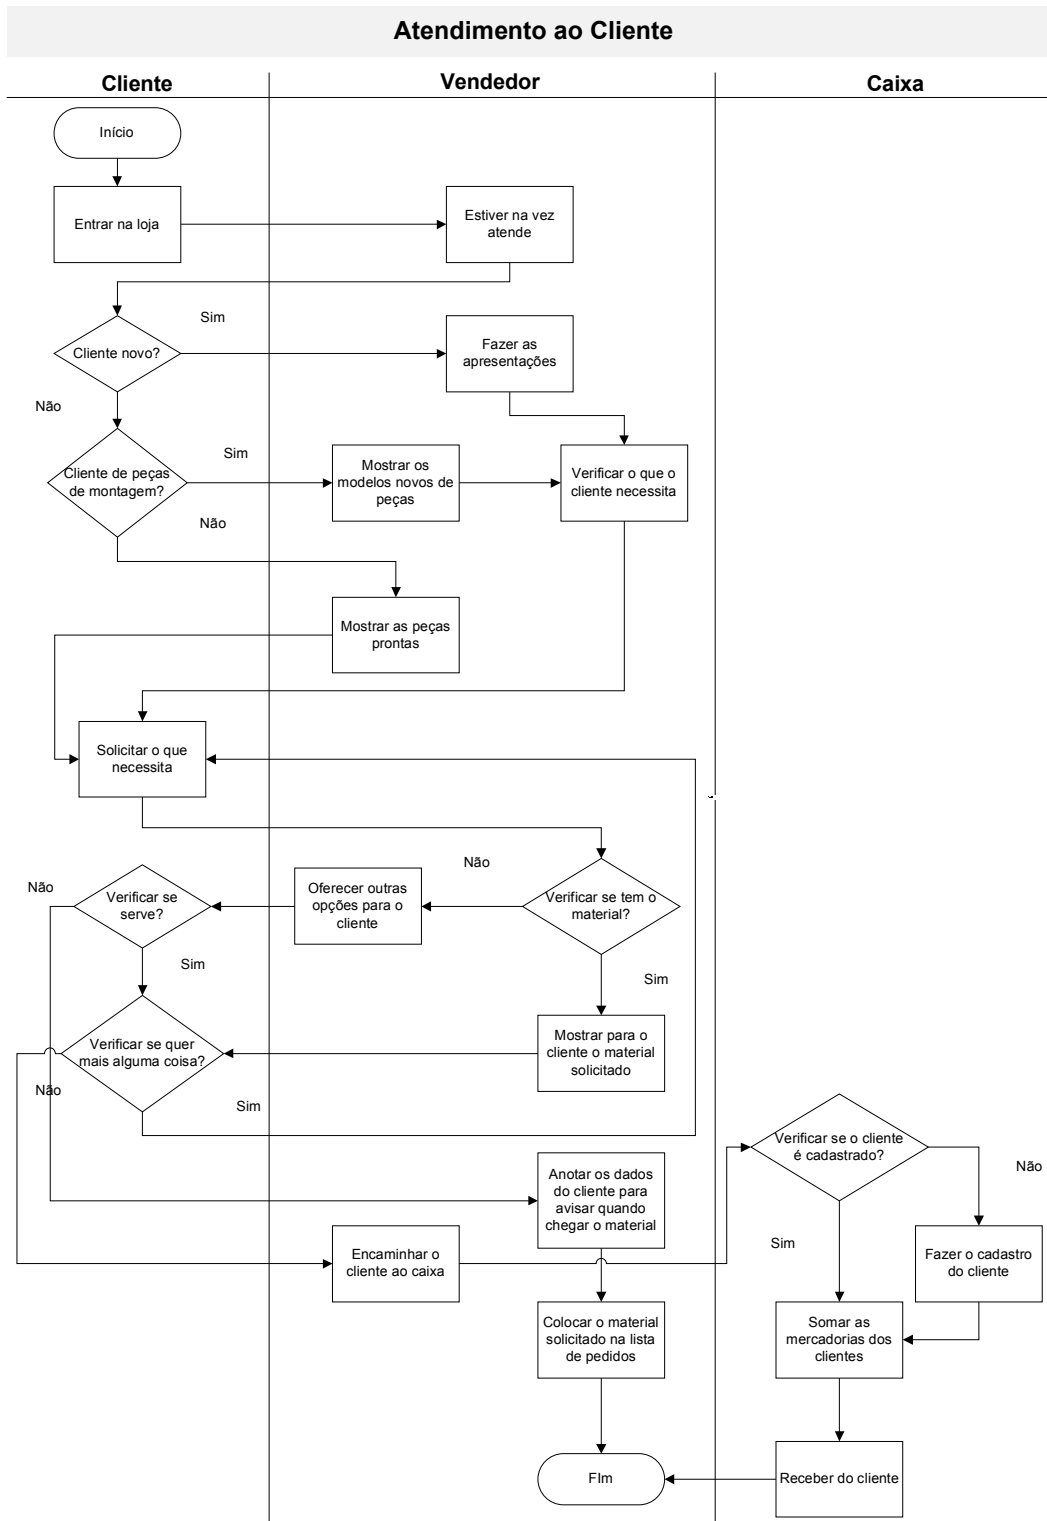 Atendimento ao Cliente
Cliente
Vendedor
Caixa
Início
Entrar na loja
Estiver na vez
atende
Sim
Cliente novo?
Fazer as
apresentações
Não
Sim
Cliente de peças
de montagem?
Mostrar os
modelos novos de
peças
Verificar o que o
cliente necessita
Não
Mostrar as peças
prontas
Solicitar o que
necessita
Não
Verificar se
serve?
Oferecer outras
opções para o
cliente
Não
Verificar se tem o
material?
Sim
Sim
Verificar se quer
mais alguma coisa?
Mostrar para o
cliente o material
solicitado
Não
Sim
Verificar se o cliente
é cadastrado?
Não
Anotar os dados
do cliente para
avisar quando
chegar o material
Sim
Encaminhar o
cliente ao caixa
Fazer o cadastro
do cliente
Colocar o material
solicitado na lista
de pedidos
Somar as
mercadorias dos
clientes
FIm
Receber do cliente